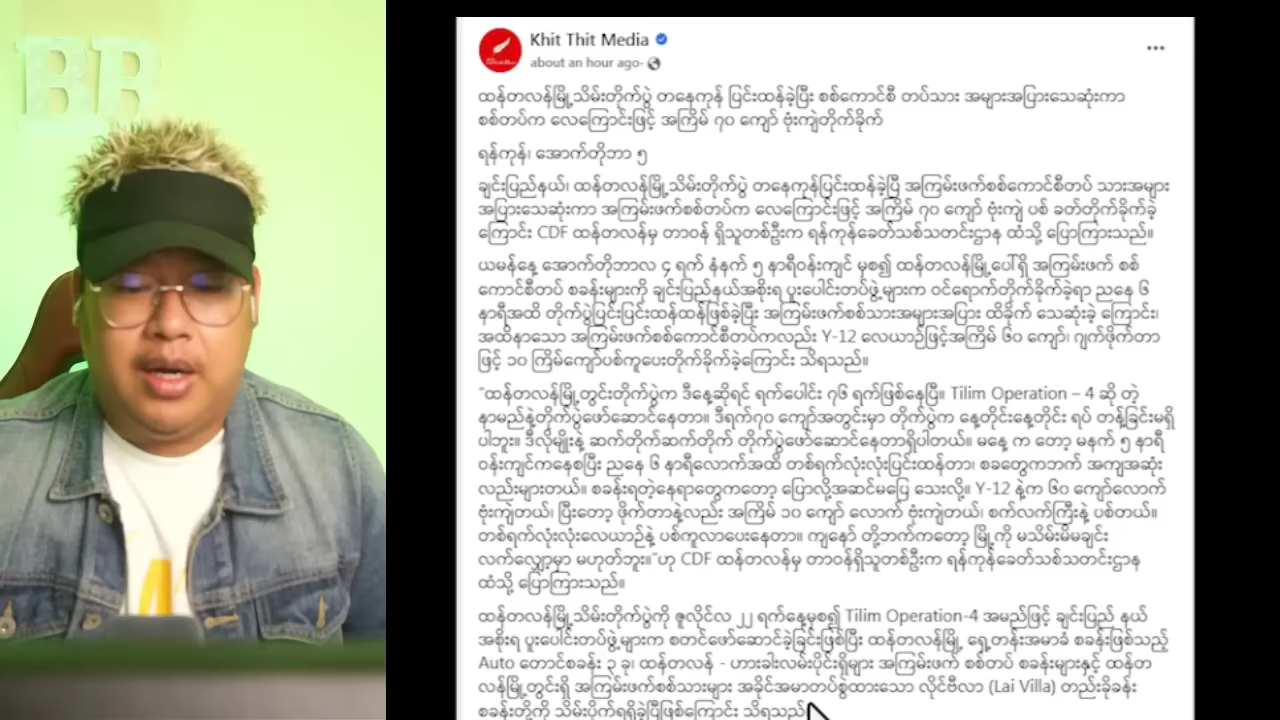 BB
Khit Thit Media
about an hour ago·
ထန်တလန်မြို့သိမ်းတိုက်ပွဲ တနေကုန် ပြင်းထန်ခဲ့ပြီး စစ်ကောင်စီ တပ်သား အများအပြားသေဆုံးကာ
စစ်တပ်က လေကြောင်းဖြင့် အကြိမ် ၇၀ ကျော် ဗုံးကျဲတိုက်ခိုက်
ရန်ကုန်၊ အောက်တိုဘာ ၅
ချင်းပြည်နယ်၊ ထန်တလန်မြို့သိမ်းတိုက်ပွဲ တနေကုန်ပြင်းထန်ခဲ့ပြီ အကြမ်းဖက်စစ်ကောင်စီတပ် သားအများ
အပြားသေဆုံးကာ အကြမ်းဖက်စစ်တပ်က လေကြောင်းဖြင့် အကြိမ် ၇၀ ကျော် ဗုံးကျဲ ပစ် ခတ်တိုက်ခိုက်ခဲ့
ကြောင်း CDF ထန်တလန်မှ တာဝန် ရှိသူတစ်ဦးက ရန်ကုန်ခေတ်သစ်သတင်းဌာန ထံသို့ ပြောကြားသည်။
ယမန်နေ့ အောက်တိုဘာလ ၄ ရက် နံနက် ၅ နာရီဝန်းကျင် မှစ၍ ထန်တလန်မြို့ပေါ်ရှိ အကြမ်းဖက် စစ်
ကောင်စီတပ် စခန်းများကို ချင်းပြည်နယ်အစိုးရ ပူးပေါင်းတပ်ဖွဲ့များက ဝင်ရောက်တိုက်ခိုက်ခဲ့ရာ ညနေ ၆
နာရီအထိ တိုက်ပွဲပြင်းပြင်းထန်ထန်ဖြစ်ခဲ့ပြီး အကြမ်းဖက်စစ်သားအများအပြား ထိခိုက် သေဆုံးခဲ့ ကြောင်း၊
အထိနာသော အကြမ်းဖက်စစ်ကောင်စီတပ်ကလည်း Y-12 လေယာဉ်ဖြင့်အကြိမ် ၆၀ ကျော်၊ ဂျက်ဖိုက်တာ
ဖြင့် ၁၀ ကြိမ်ကျော်ပစ်ကူပေးတိုက်ခိုက်ခဲ့ကြောင်း သိရသည်။
“ထန်တလန်မြို့တွင်းတိုက်ပွဲက ဒီနေ့ဆိုရင် ရက်ပေါင်း ၇၆ ရက်ဖြစ်နေပြီ။ Tilim Operation – 4 ဆို တဲ့
နာမည်နဲ့တိုက်ပွဲဖော်ဆောင်နေတာ။ ဒီရက်၇၀ ကျော်အတွင်းမှာ တိုက်ပွဲက နေ့တိုင်းနေ့တိုင်း ရပ် တန့်ခြင်းမရှိ
ပါဘူး။ ဒီလိုမျိုးနဲ့ ဆက်တိုက်ဆက်တိုက် တိုက်ပွဲဖော်ဆောင်နေတာရှိပါတယ်။ မနေ့ က တော့ မနက် ၅ နာရီ
ဝန်းကျင်ကနေစပြီး ညနေ ၆ နာရီလောက်အထိ တစ်ရက်လုံးလုံးပြင်းထန်တာ၊ စခတွေကဘက် အကျအဆုံး
လည်းများတယ်။ စခန်းရတဲ့နေရာတွေကတော့ ပြောလို့အဆင်မပြေ သေးလို့။ Y-12 နဲ့က ၆၀ ကျော်လောက်
ဗုံးကျဲတယ်၊ ပြီးတော့ ဖိုက်တာနဲ့လည်း အကြိမ် ၁၀ ကျော် လောက် ဗုံးကျဲတယ်၊ စက်လက်ကြီးနဲ့ ပစ်တယ်။
တစ်ရက်လုံးလုံးလေယာဉ်နဲ့ ပစ်ကူလာပေးနေတာ။ ကျနော် တို့ဘက်ကတော့ မြို့ကို မသိမ်းမိမချင်း
လက်လျှော့မှာ မဟုတ်ဘူး။”ဟု CDF ထန်တလန်မှ တာဝန်ရှိသူတစ်ဦးက ရန်ကုန်ခေတ်သစ်သတင်းဌာန
ထံသို့ ပြောကြားသည်။
ထန်တလန်မြို့သိမ်းတိုက်ပွဲကို ဇူလိုင်လ ၂၂ ရက်နေ့မှစ၍ Tilim Operation-4 အမည်ဖြင့် ချင်းပြည် နယ်
အစိုးရ ပူးပေါင်းတပ်ဖွဲ့များက စတင်ဖော်ဆောင်ခဲ့ခြင်းဖြစ်ပြီး ထန်တလန်မြို့ ရှေ့တန်းအမာခံ စခန်းဖြစ်သည့်
Auto တောင်စခန်း ၃ ခု၊ ထန်တလန် - ဟားခါးလမ်းပိုင်းရှိများ အကြမ်းဖက် စစ်တပ် စခန်းများနှင့် ထန်တ
လန်မြို့တွင်းရှိ အကြမ်းဖက်စစ်သားများ အခိုင်အမာတပ်စွဲထားသော လိုင်ဗီလာ (Lai Villa) တည်းခိုခန်း
စခန်းတို့ကို သိမ်းပိုက်ရရှိခဲ့ပြီဖြစ်ကြောင်း သိရသည်